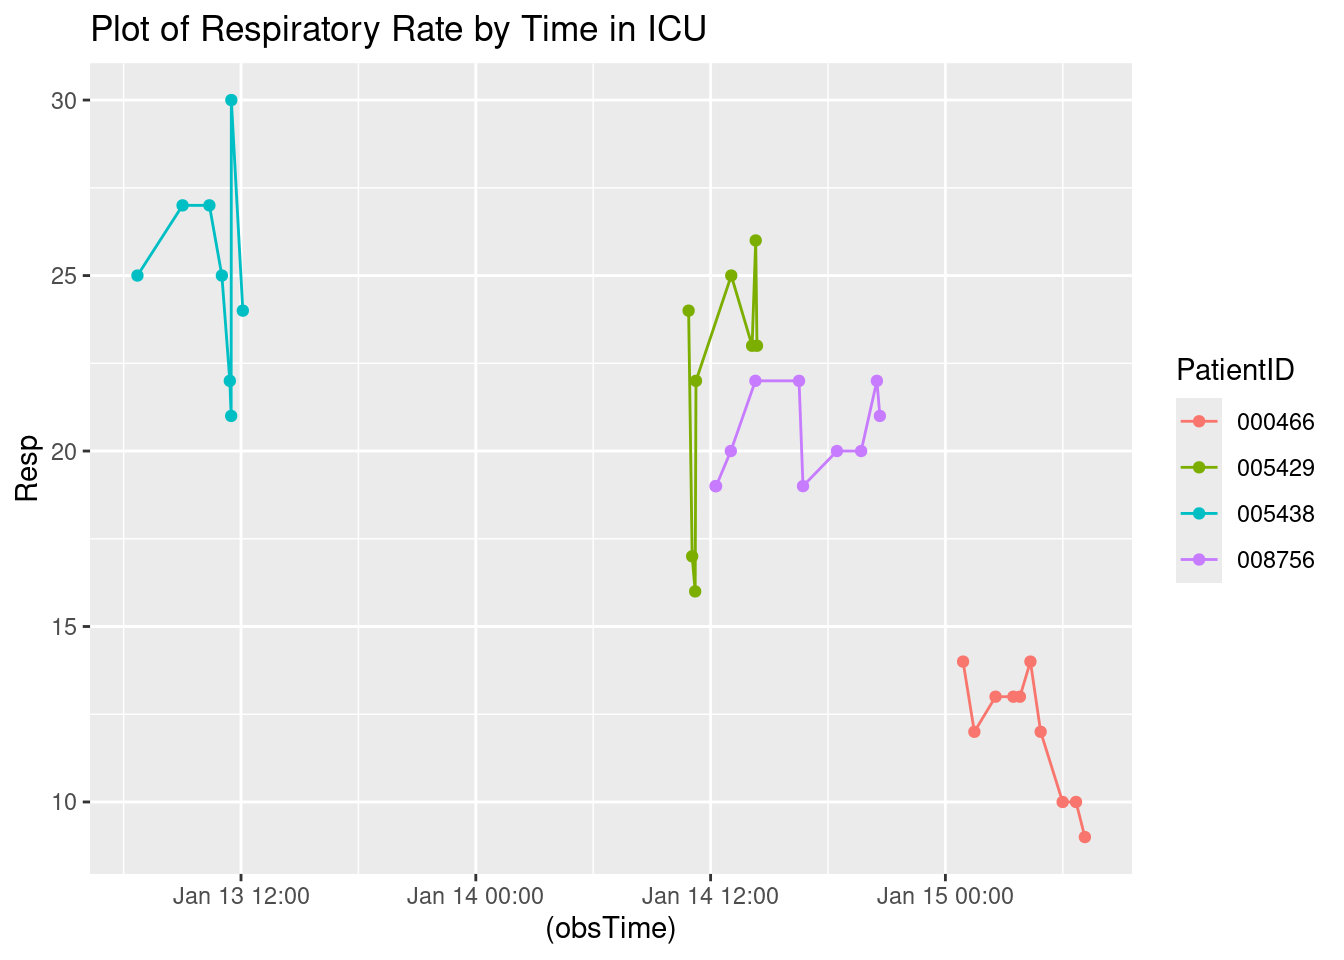 Plot of Respiratory Rate by Time in ICU
30
25
20
15
10
Resp
Jan 13 12:00
Jan 14 00:00
Jan 14 12:00
Jan 15 00:00
(obsTime)
PatientID
000466
005429
005438
008756